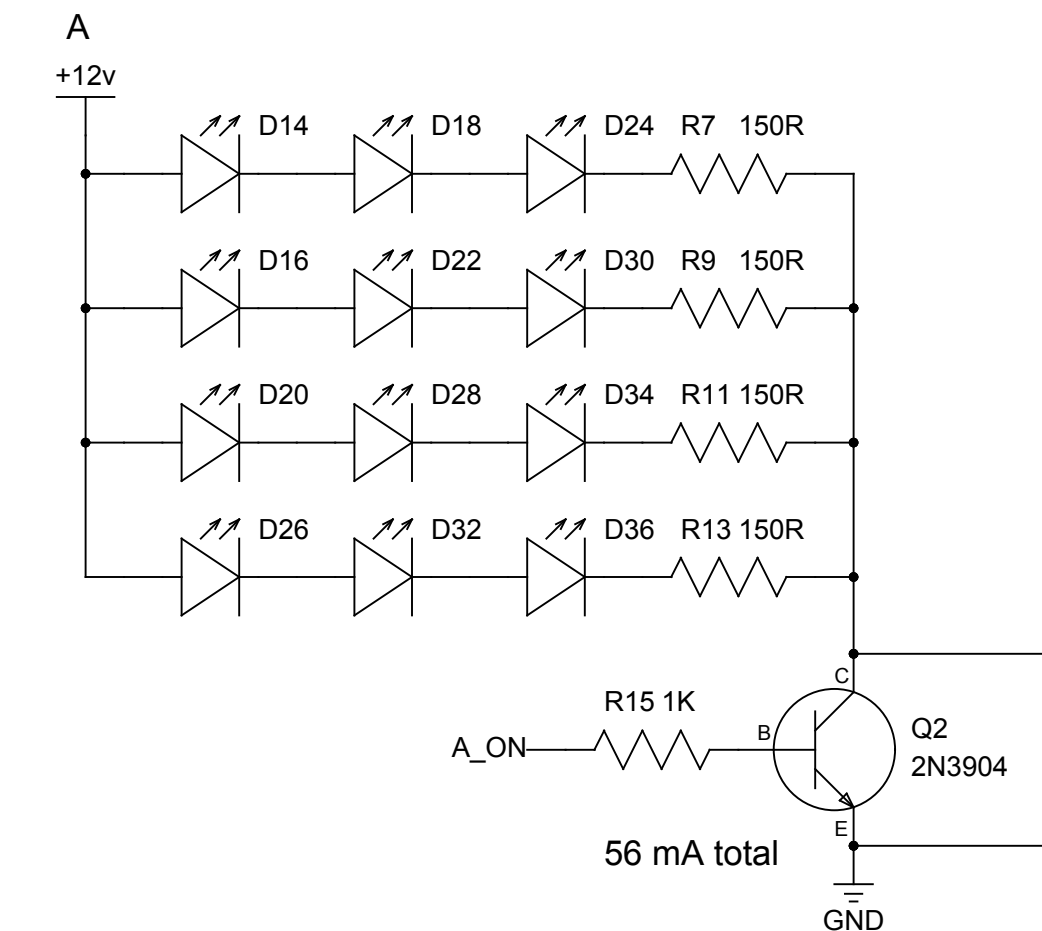 A
+12v
D14 D18 D24 R7 150R
D16 D22 D30 R9 150R
D20 D28 D34 R11 150R
D26 D32 D36 R13 150R
C
R15 1K
B
Q2
A_ON
2N3904
E
56 mA total
GND